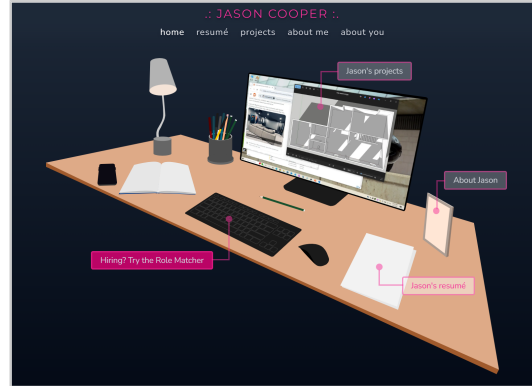 .: JASON COOPER :.
home resumé projects about me about you
Jason's projects
About Jason
Hiring? Try the Role Matcher
Jason's resumé